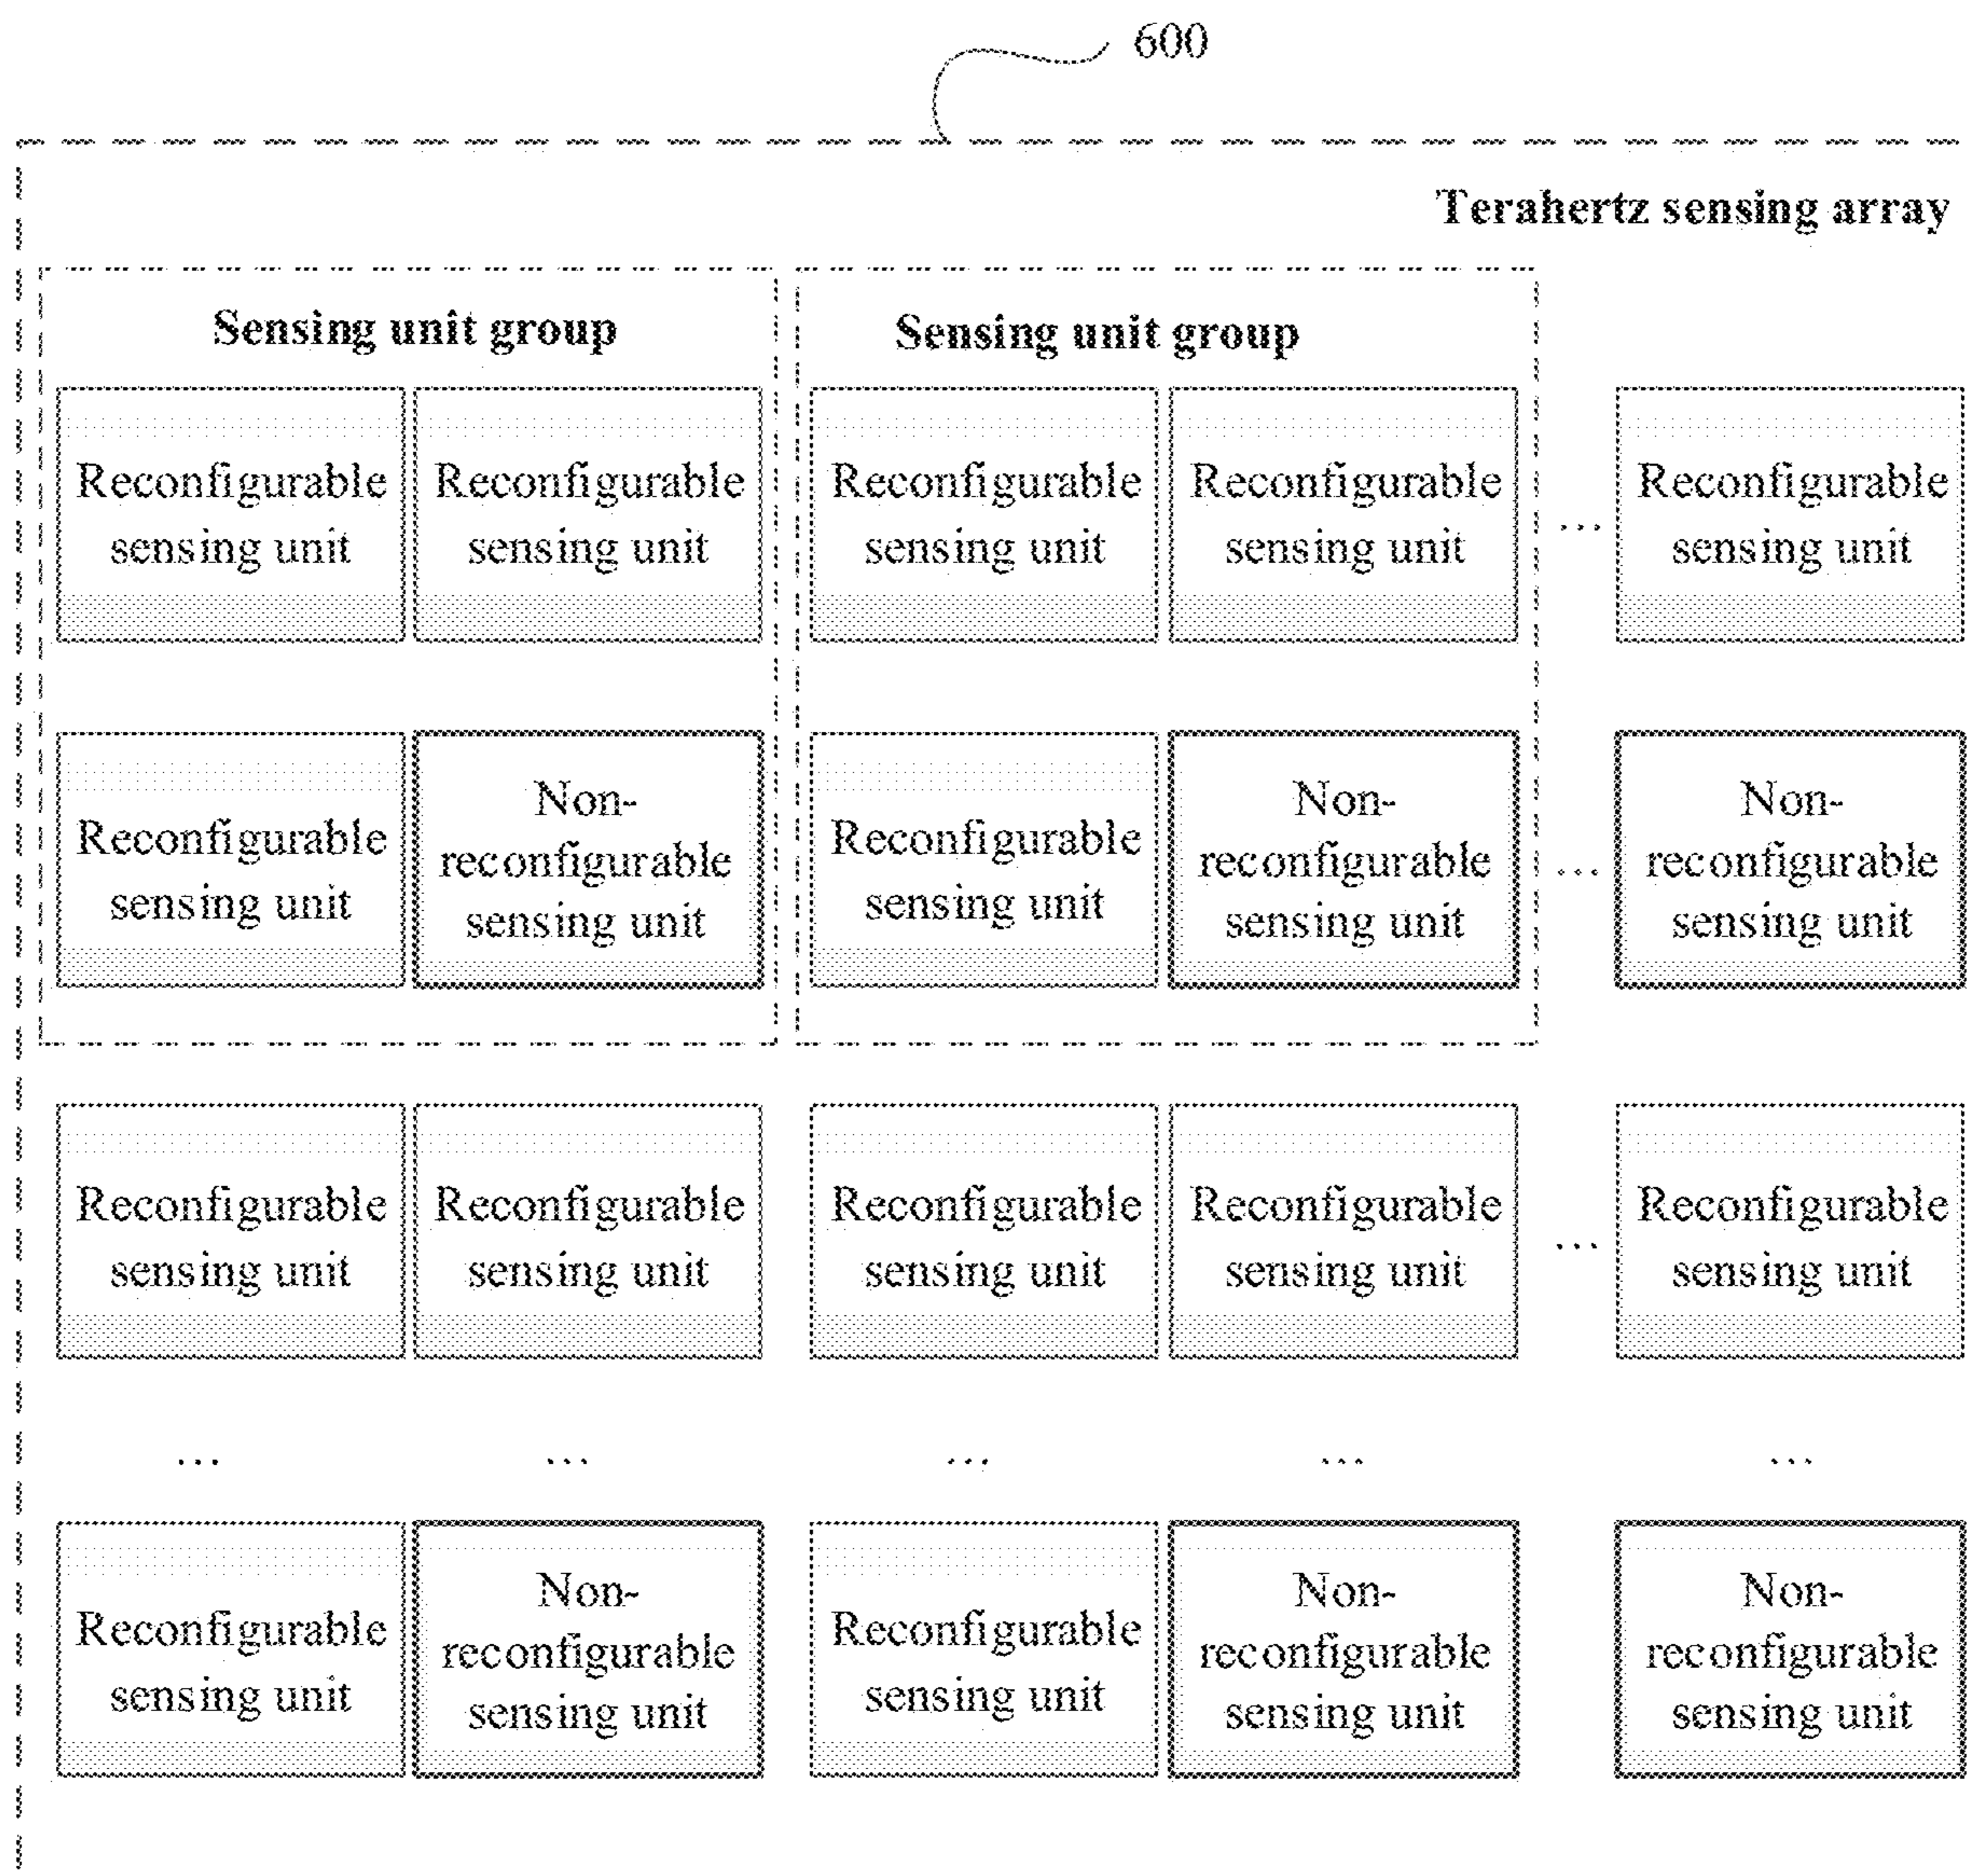 600
Terahertz sensing array
Sensing unit group
Sensing unit group
Reconfigurable
sensing unit
Reconfigurable
sensing unit
Reconfigurable
sensing unit
Reconfigurable
sensing unit
...
Reconfigurable
sensing unit
Reconfigurable
sensing unit
Non-
reconfigurable
sensing unit
Reconfigurable
sensing unit
Non-
reconfigurable
sensing unit
...
Non-
reconfigurable
sensing unit
Reconfigurable
sensing unit
Reconfigurable
sensing unit
Reconfigurable
sensing unit
Reconfigurable
sensing unit
...
Reconfigurable
sensing unit
... ... ... ... ...
Reconfigurable
sensing unit
Non-
reconfigurable
sensing unit
Reconfigurable
sensing unit
Non-
reconfigurable
sensing unit
Non-
reconfigurable
sensing unit